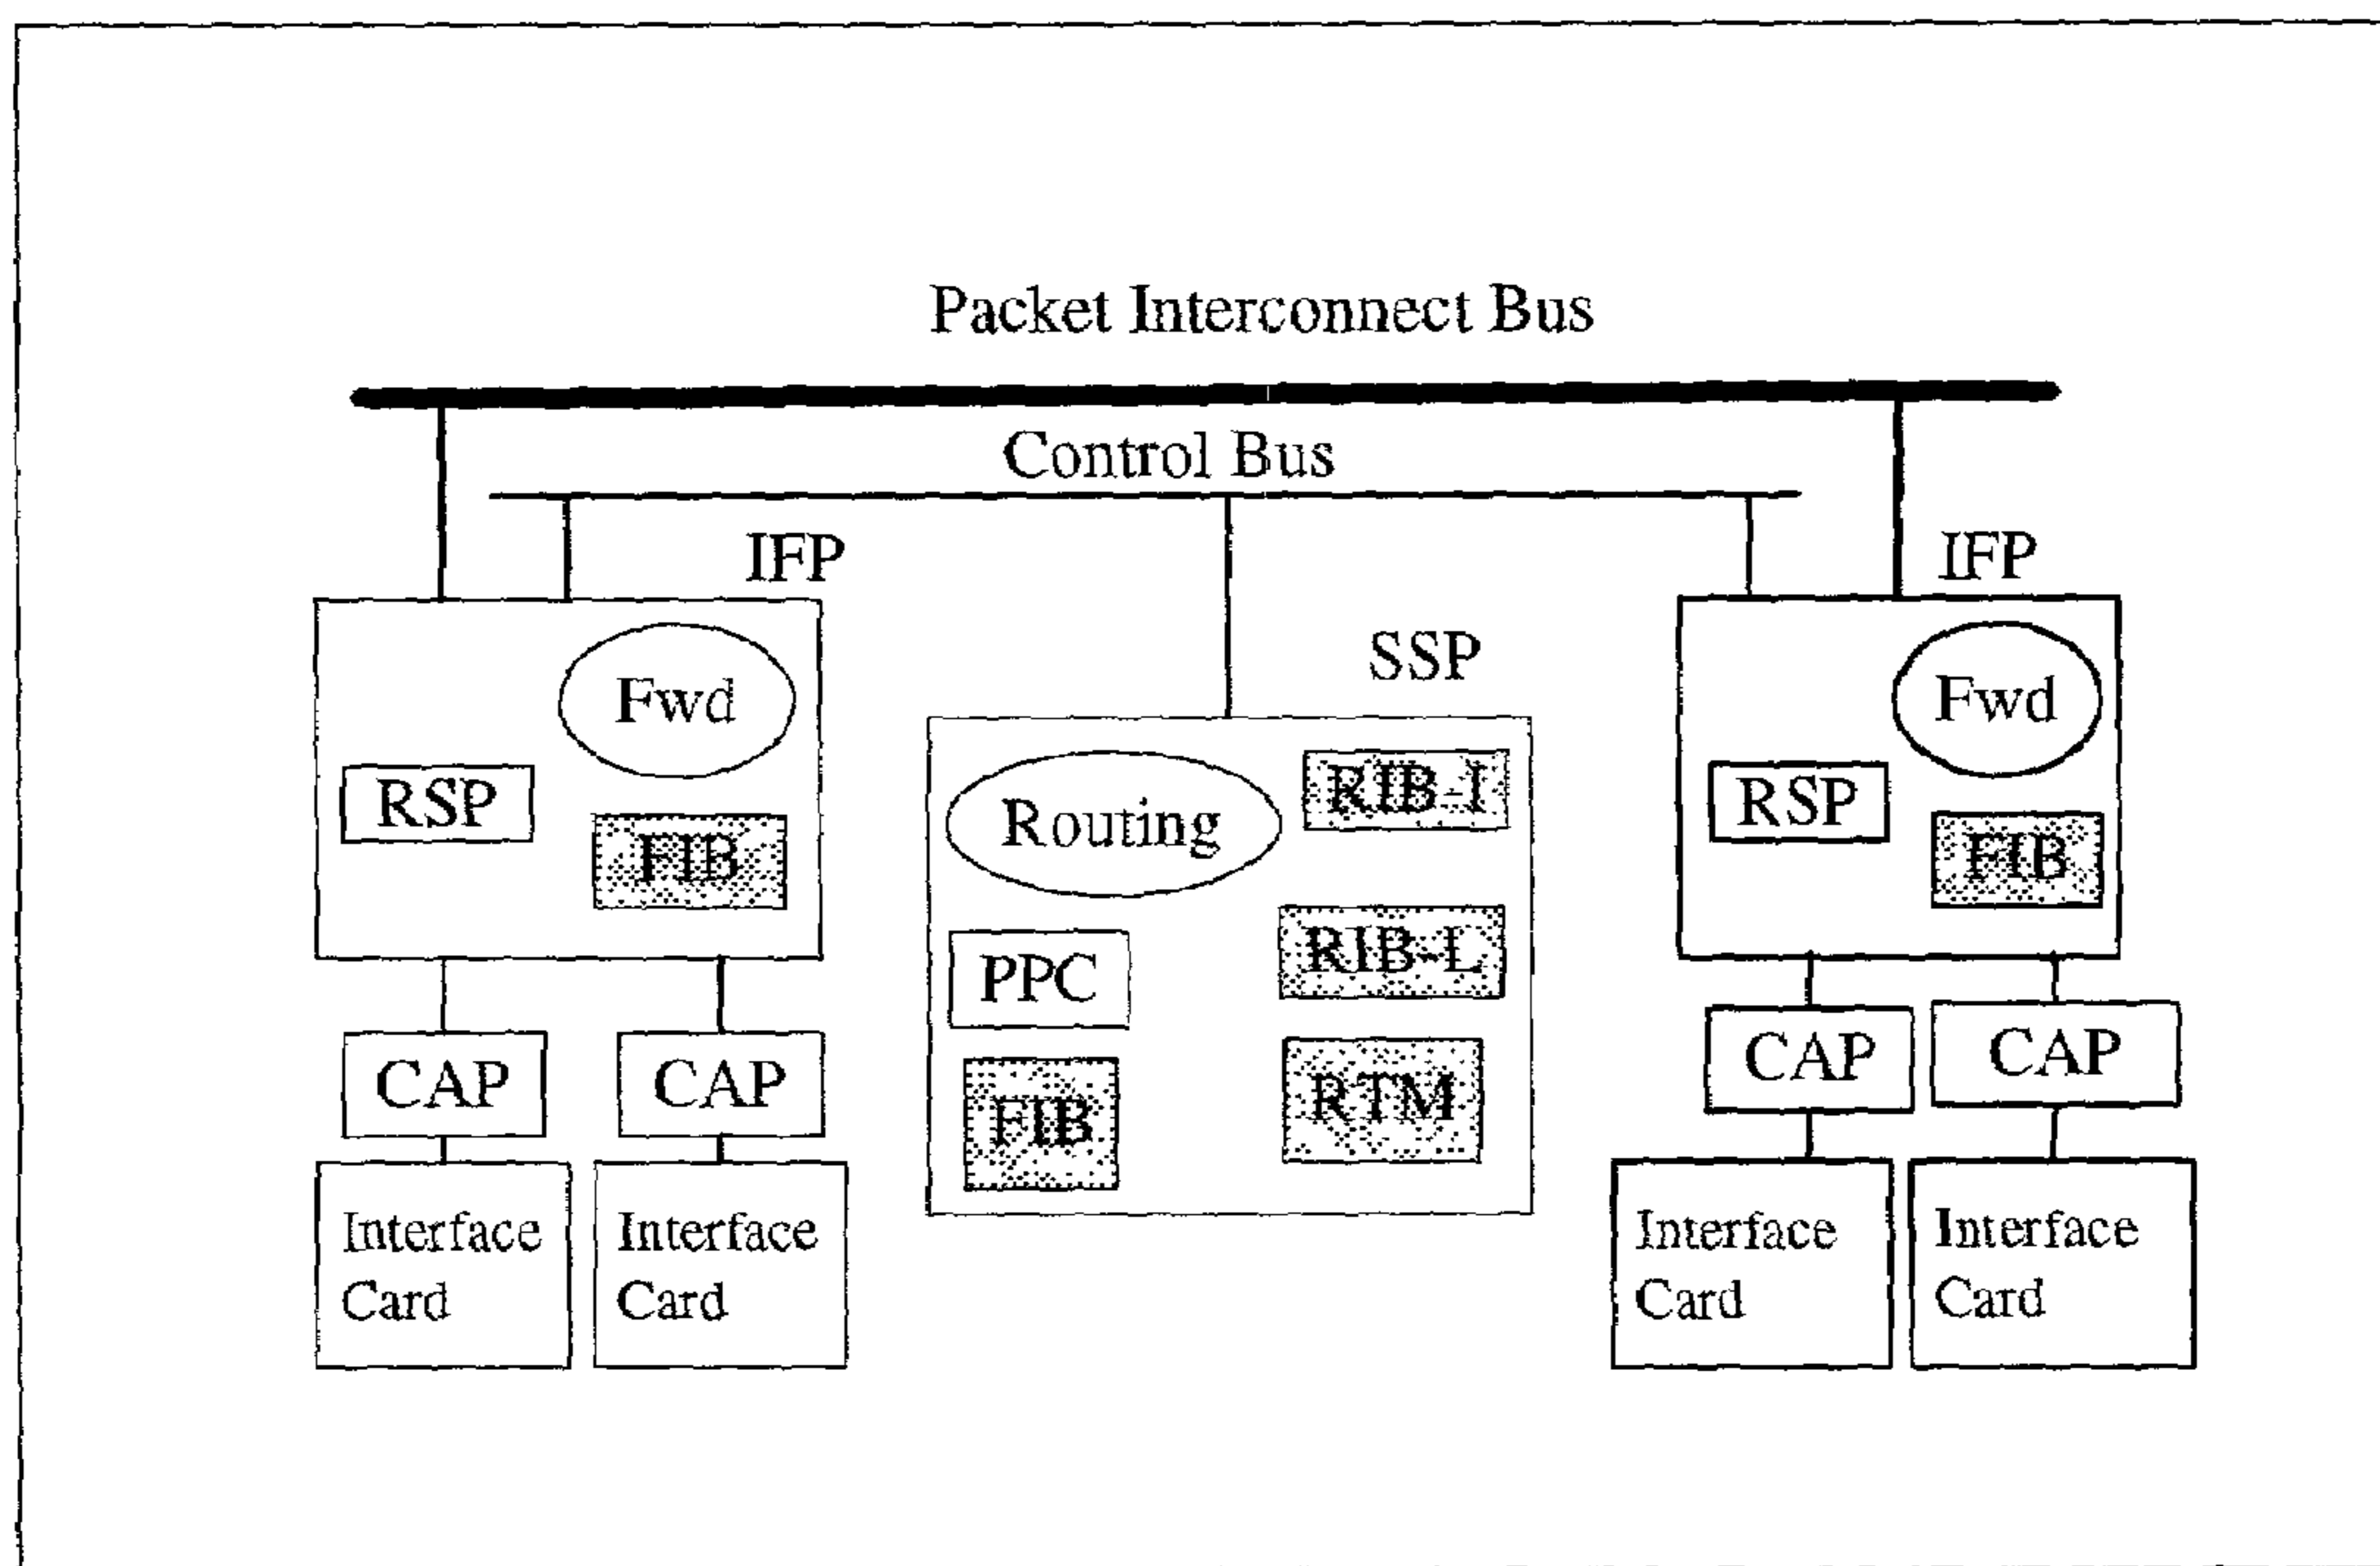 Packet Interconnect Bus
Control Bus
IFP
IFP
SSP
Fwd
RSP
FIB
Routing
RIB-I
PPC
RIB-L
FIB
RTM
Fwd
RSP
FIB
CAP
CAP
CAP
CAP
Interface
Card
Interface
Card
Interface
Card
Interface
Card